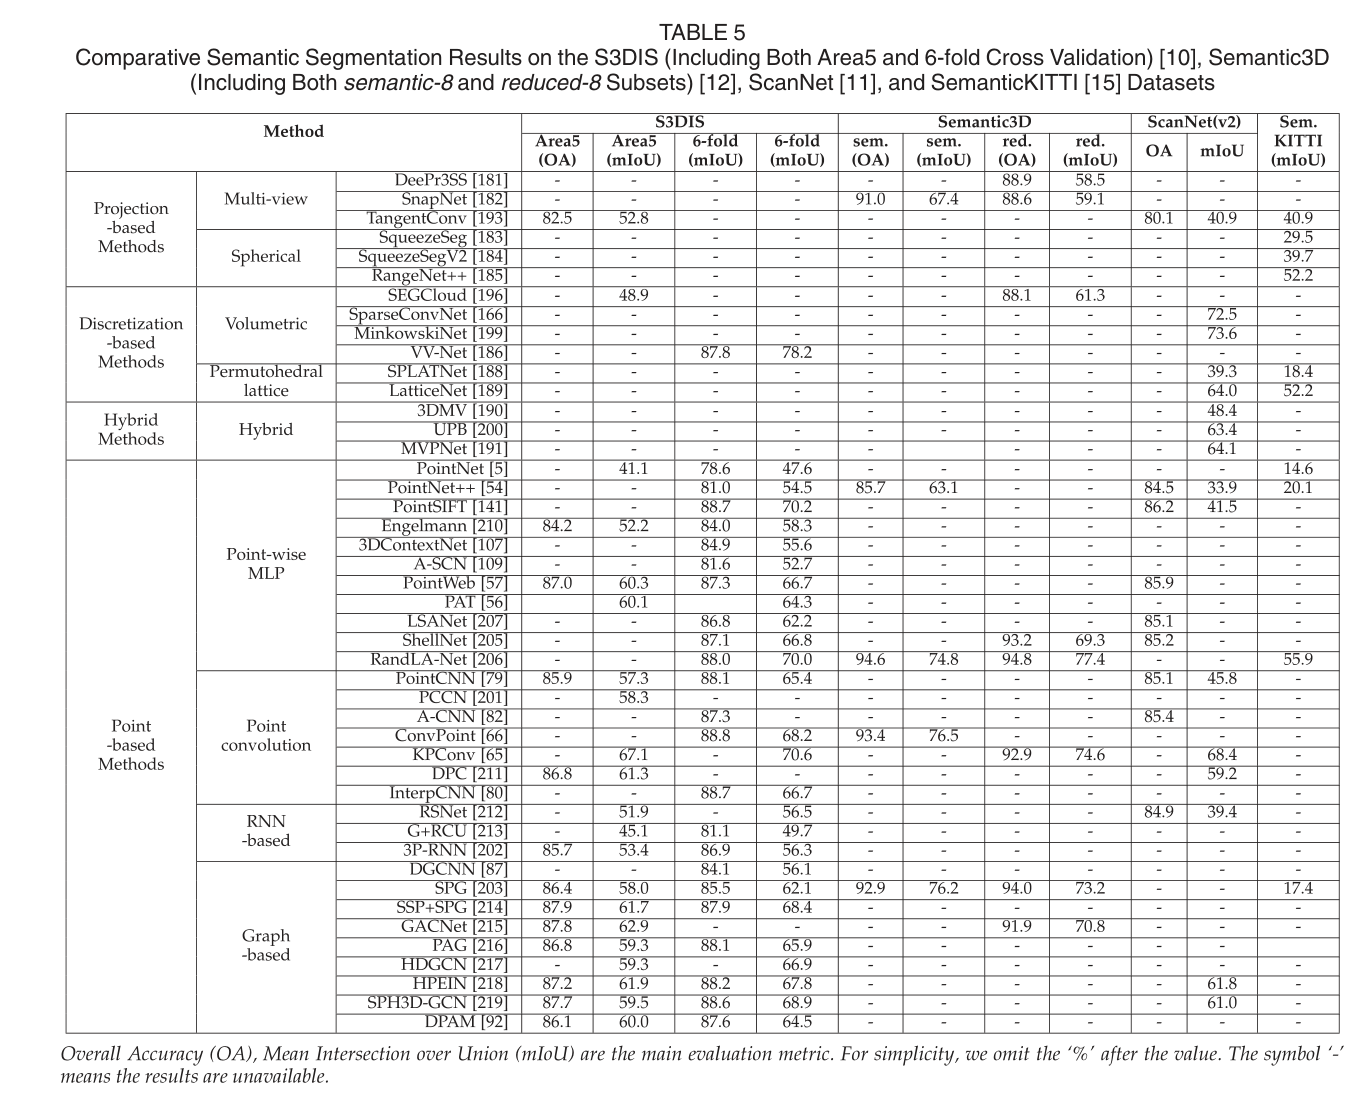 TABLE 5
Comparative Semantic Segmentation Results on the S3DIS (Including Both Area5 and 6-fold Cross Validation) [10], Semantic3D
(Including Both semantic-8 and reduced-8 Subsets) [12], ScanNet [11], and SemanticKITTI [15] Datasets
Method S3DIS Semantic3D ScanNet(v2) Sem. KITTI (mIoU)
Area5 (OA) Area5 (mIoU) 6-fold (mIoU) 6-fold (mIoU) sem. (OA) sem. (mIoU) red. (OA) red. (mIoU) OA mIoU
Projection -based Methods
Multi-view
DeePr3SS [181] - - - - - - 88.9 58.5 - - -
SnapNet [182] - - - - 91.0 67.4 88.6 59.1 - - -
TangentConv [193] 82.5 52.8 - - - - - - 80.1 40.9 40.9
Spherical
SqueezeSeg [183] - - - - - - - - - - 29.5
SqueezeSegV2 [184] - - - - - - - - - - 39.7
RangeNet++ [185] - - - - - - - - - - 52.2
Discretization -based Methods
Volumetric
SEGCloud [196] - 48.9 - - - - 88.1 61.3 - - -
SparseConvNet [166] - - - - - - - - - 72.5 -
MinkowskiNet [199] - - - - - - - - - 73.6 -
VV-Net [186] - - 87.8 78.2 - - - - - - -
Permutohedral lattice
SPLATNet [188] - - - - - - - - - 39.3 18.4
LatticeNet [189] - - - - - - - - - 64.0 52.2
Hybrid Methods
Hybrid
3DMV [190] - - - - - - - - - 48.4 -
UPB [200] - - - - - - - - - 63.4 -
MVPNet [191] - - - - - - - - - 64.1 -
Point -based Methods
Point-wise MLP
PointNet [5] - 41.1 78.6 47.6 - - - - - - 14.6
PointNet++ [54] - - 81.0 54.5 85.7 63.1 - - 84.5 33.9 20.1
PointSIFT [141] - - 88.7 70.2 - - - - 86.2 41.5 -
Engelmann [210] 84.2 52.2 84.0 58.3 - - - - - - -
3DContextNet [107] - - 84.9 55.6 - - - - - - -
A-SCN [109] - - 81.6 52.7 - - - - - - -
PointWeb [57] 87.0 60.3 87.3 66.7 - - - - 85.9 - -
PAT [56] 60.1 64.3 - - - - - - -
LSANet [207] - - 86.8 62.2 - - - - 85.1 - -
ShellNet [205] - - 87.1 66.8 - - 93.2 69.3 85.2 - -
RandLA-Net [206] - - 88.0 70.0 94.6 74.8 94.8 77.4 - - 55.9
Point convolution
PointCNN [79] 85.9 57.3 88.1 65.4 - - - - 85.1 45.8 -
PCCN [201] - 58.3 - - - - - - - - -
A-CNN [82] - - 87.3 - - - - - 85.4 - -
ConvPoint [66] - - 88.8 68.2 93.4 76.5 - - - - -
KPConv [65] - 67.1 - 70.6 - - 92.9 74.6 - 68.4 -
DPC [211] 86.8 61.3 - - - - - - - 59.2 -
InterpCNN [80] - - 88.7 66.7 - - - - - - -
RNN -based
RSNet [212] - 51.9 - 56.5 - - - - 84.9 39.4 -
G+RCU [213] - 45.1 81.1 49.7 - - - - - - -
3P-RNN [202] 85.7 53.4 86.9 56.3 - - - - - - -
Graph -based
DGCNN [87] - - 84.1 56.1 - - - - - - -
SPG [203] 86.4 58.0 85.5 62.1 92.9 76.2 94.0 73.2 - - 17.4
SSP+SPG [214] 87.9 61.7 87.9 68.4 - - - - - - -
GACNet [215] 87.8 62.9 - - - - 91.9 70.8 - - -
PAG [216] 86.8 59.3 88.1 65.9 - - - - - - -
HDGCN [217] - 59.3 - 66.9 - - - - - - -
HPEIN [218] 87.2 61.9 88.2 67.8 - - - - - 61.8 -
SPH3D-GCN [219] 87.7 59.5 88.6 68.9 - - - - - 61.0 -
DPAM [92] 86.1 60.0 87.6 64.5 - - - - - - -
Overall Accuracy (OA), Mean Intersection over Union (mIoU) are the main evaluation metric. For simplicity, we omit the ‘%’ after the value. The symbol ‘-’
means the results are unavailable.